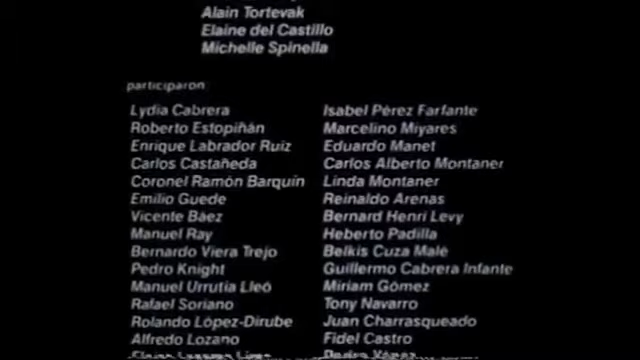 Alain Tortevak
Elaine del Castillo
Michelle Spinella
participaron:
Lydia Cabrera
Roberto Estopiñán
Enrique Labrador Ruiz
Carlos Castañeda
Coronel Ramón Barquín
Emilio Guede
Vicente Báez
Manuel Ray
Bernardo Viera Trejo
Pedro Knight
Manuel Urrutia Lleó
Rafael Soriano
Rolando López-Dirube
Alfredo Lozano
Isabel Pérez Farfante
Marcelino Miyares
Eduardo Manet
Carlos Alberto Montaner
Linda Montaner
Reinaldo Arenas
Bernard Henri Levy
Heberto Padilla
Belkis Cuza Malé
Guillermo Cabrera Infante
Miriam Gómez
Tony Navarro
Juan Charrasqueado
Fidel Castro